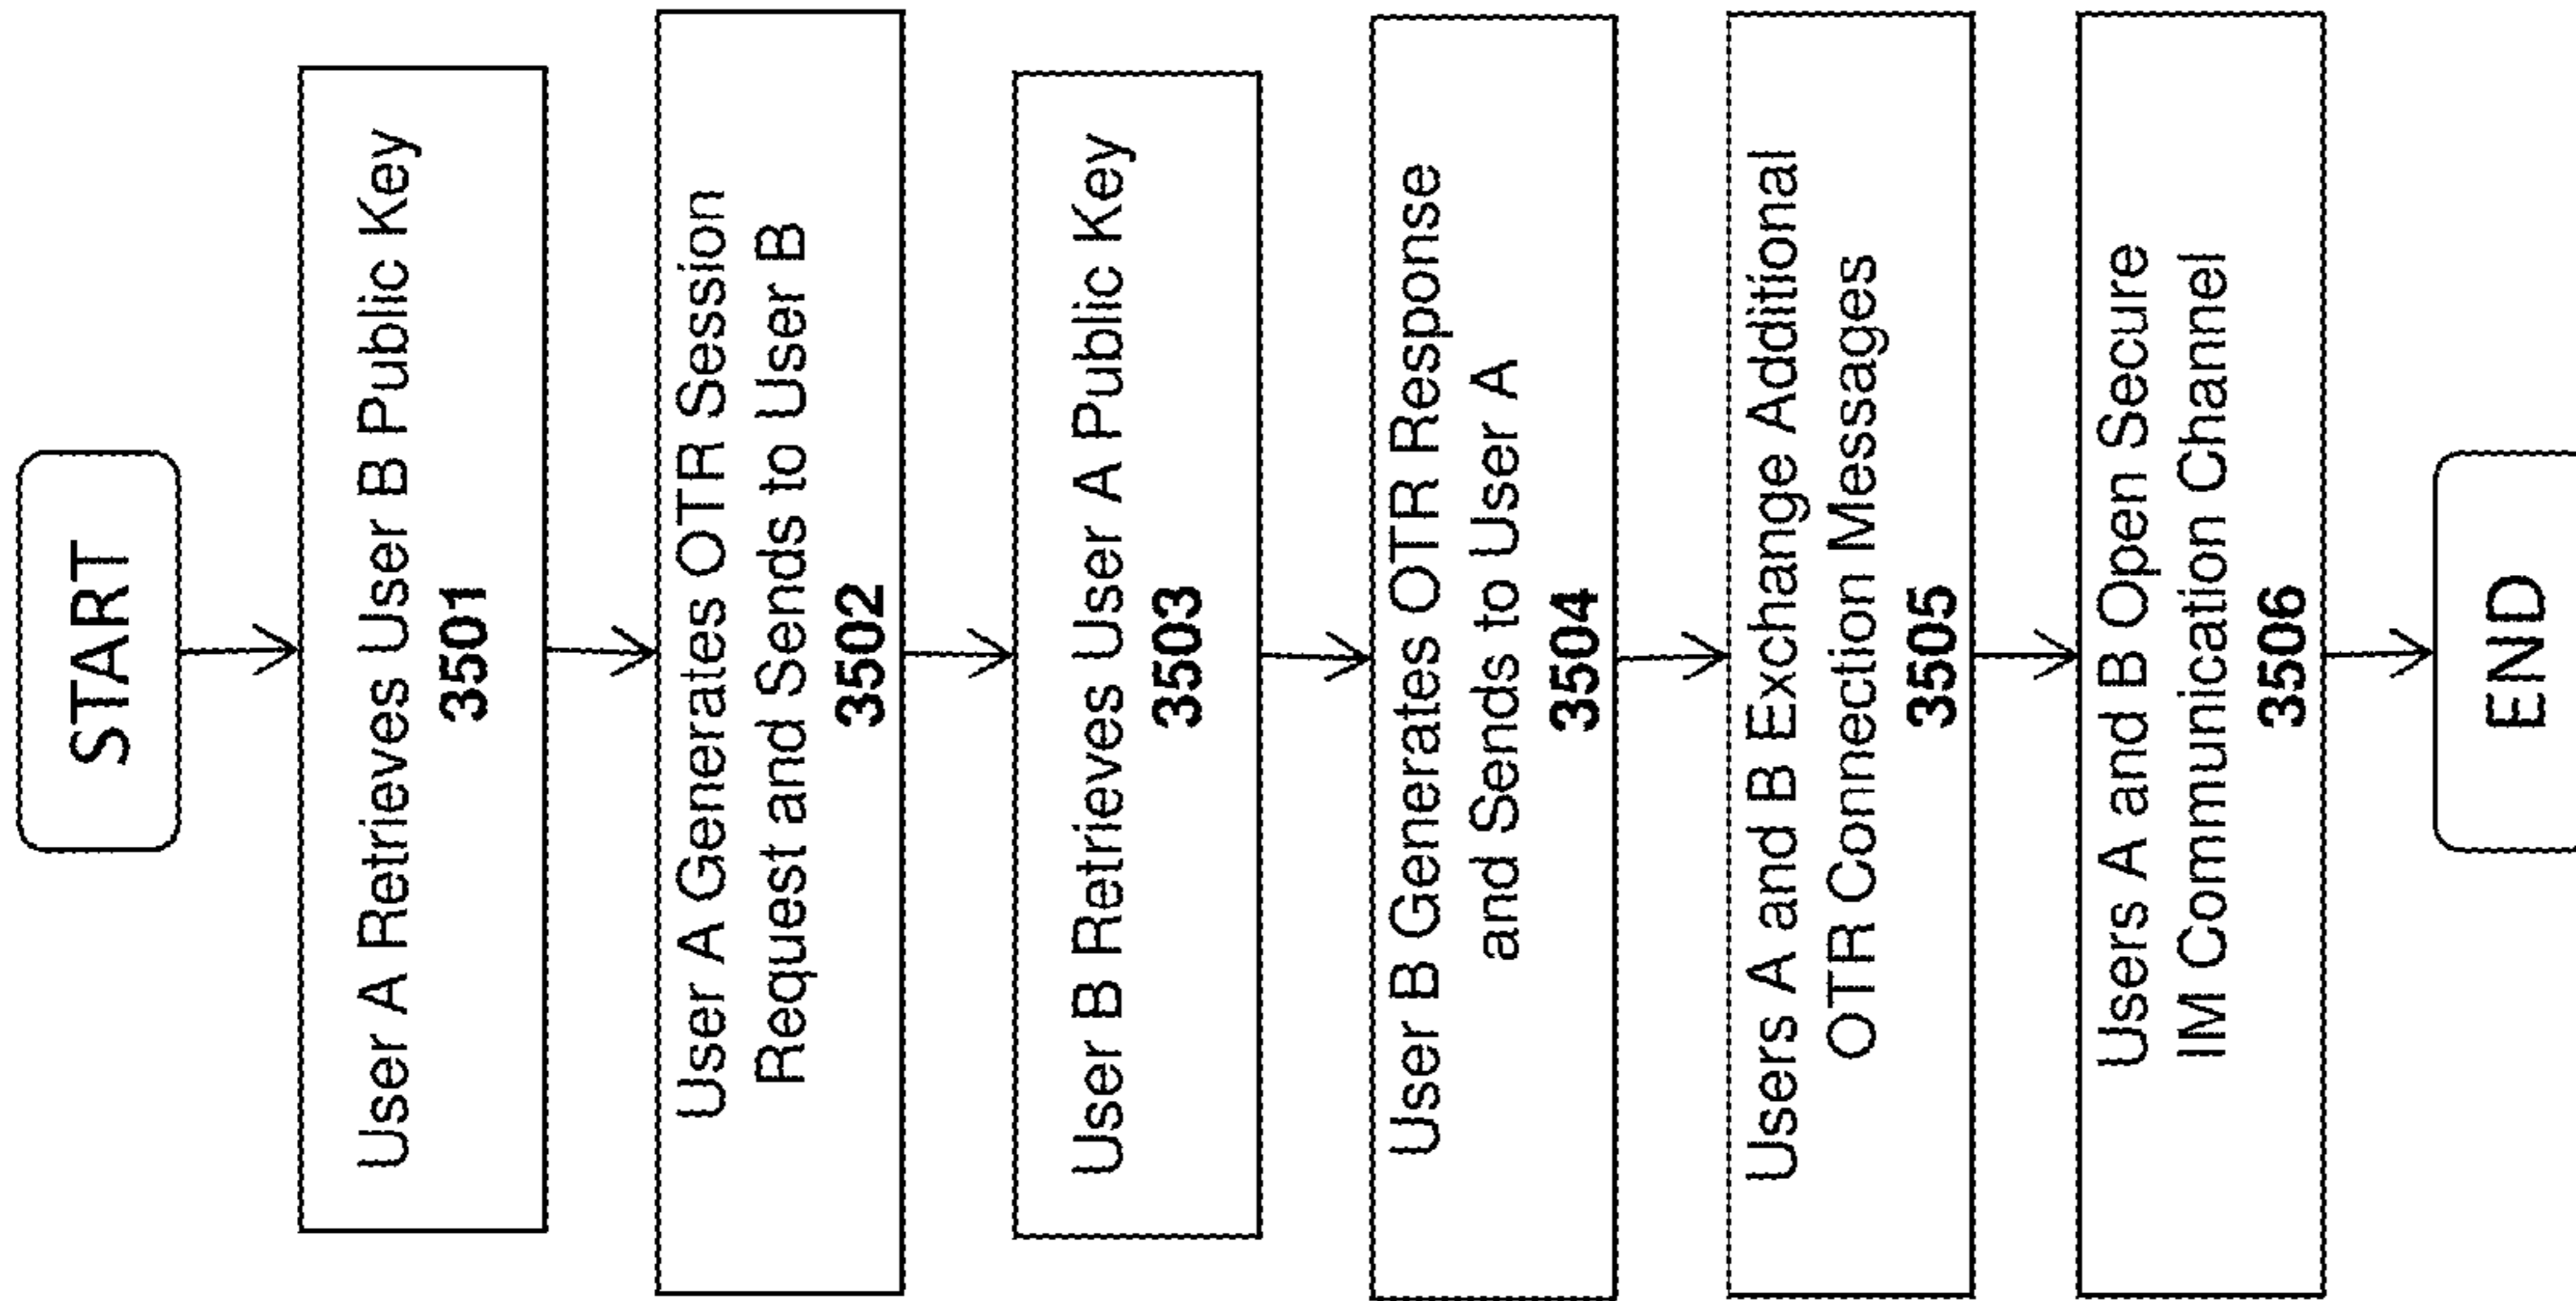 START
User A Retrieves User B Public Key
3501
User A Generates OTR Session
Request and Sends to User B
3502
User B Retrieves User A Public Key
3503
User B Generates OTR Response
and Sends to User A
3504
Users A and B Exchange Additional
OTR Connection Messages
3505
Users A and B Open Secure
IM Communication Channel
3506
END